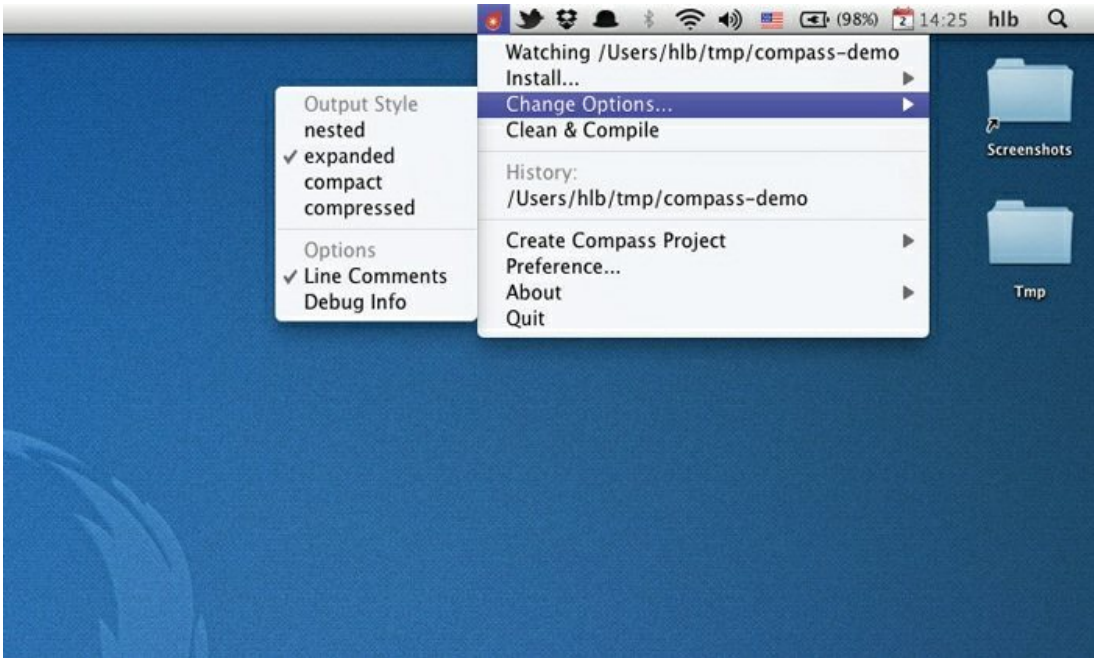 (98%) 2 14:25 hlb
Watching /Users/hlb/tmp/compass-demo
Install...
Change Options...
Clean & Compile
History:
/Users/hlb/tmp/compass-demo
Create Compass Project
Preference...
About
Quit
Output Style
nested
✓ expanded
compact
compressed
Options
✓ Line Comments
Debug Info
Screenshots
Tmp